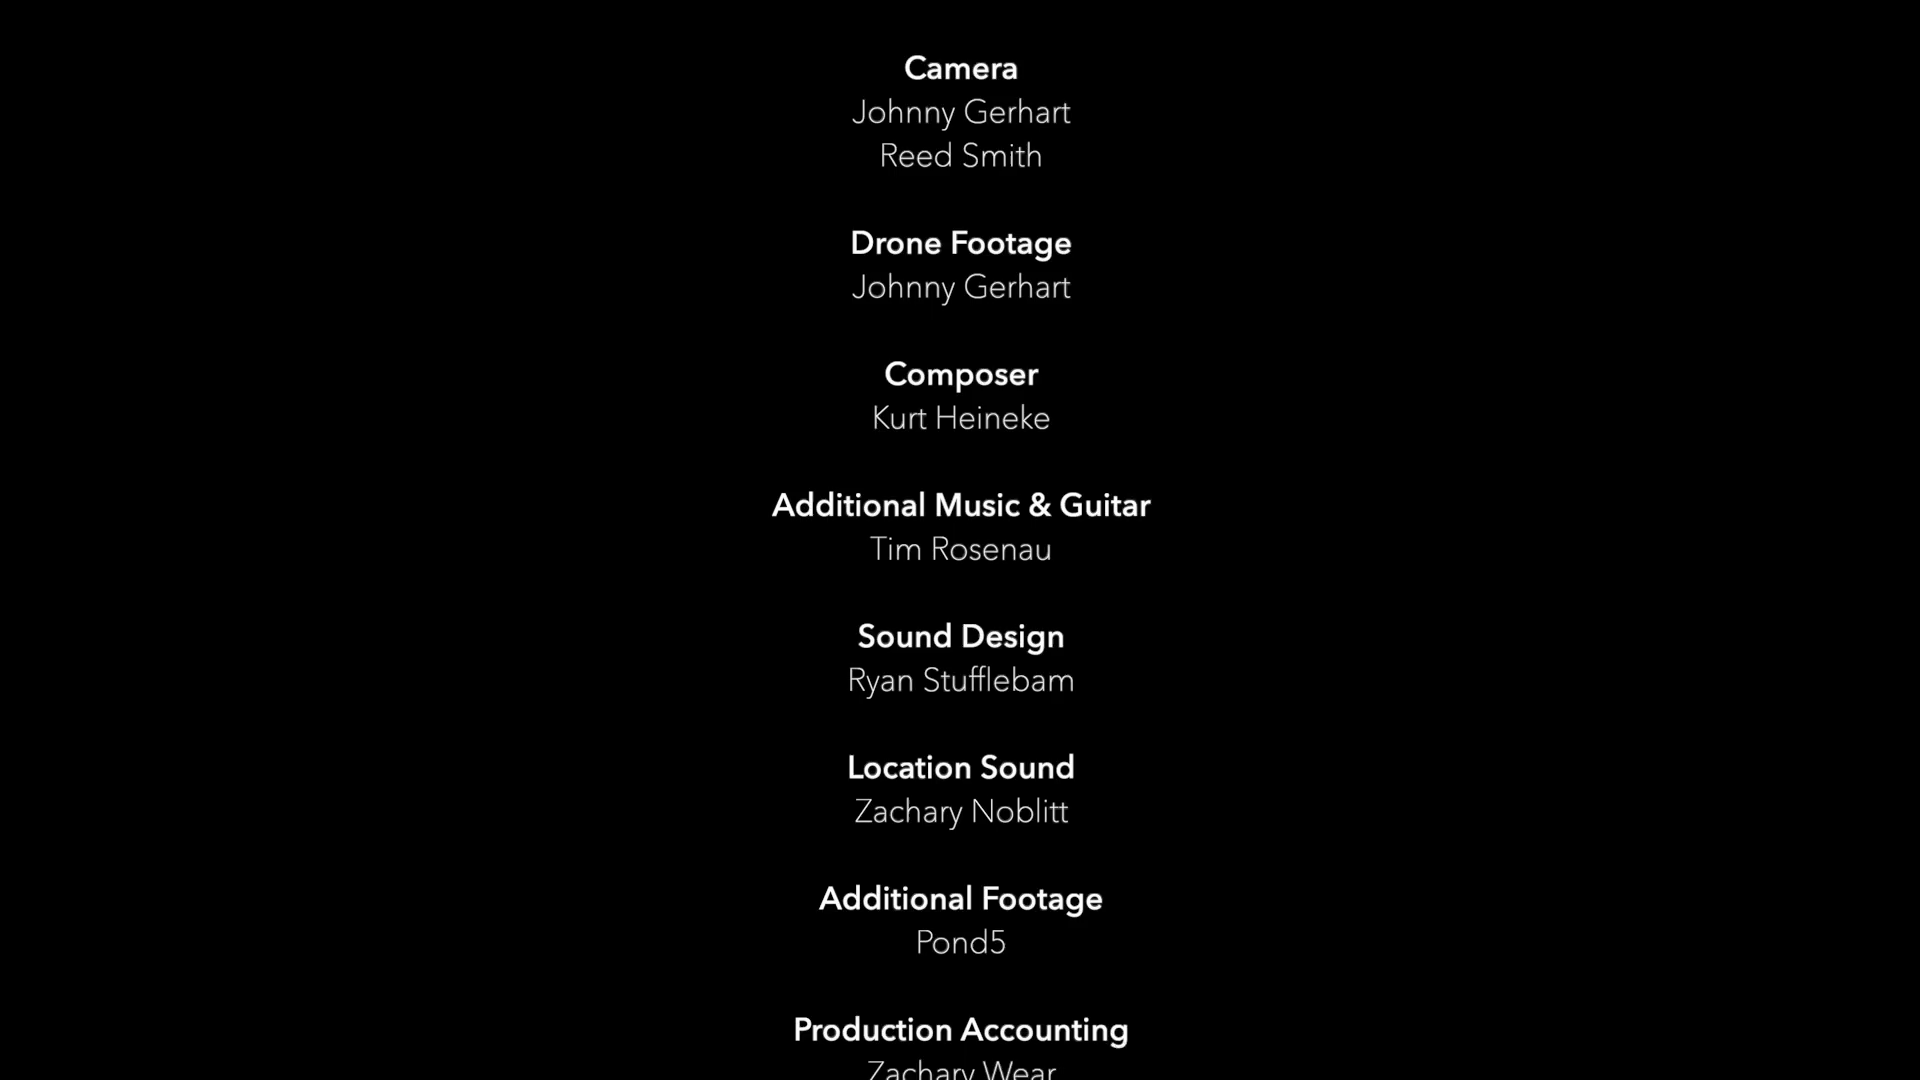 Camera
Johnny Gerhart
Reed Smith
Drone Footage
Johnny Gerhart
Composer
Kurt Heineke
Additional Music & Guitar
Tim Rosenau
Sound Design
Ryan Stufflebam
Location Sound
Zachary Noblitt
Additional Footage
Pond5
Production Accounting
Zachary Wear